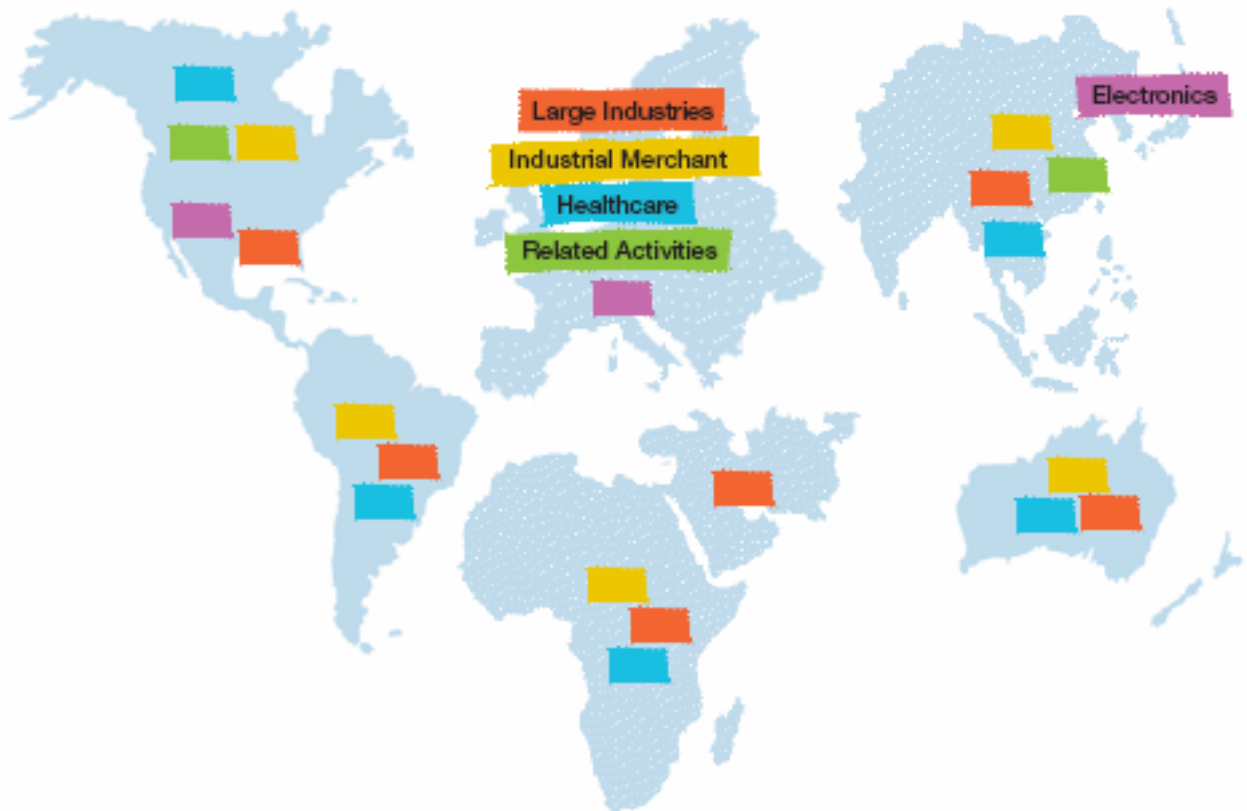 Large Industries
Industrial Merchant
Healthcare
Related Activities
Electronics